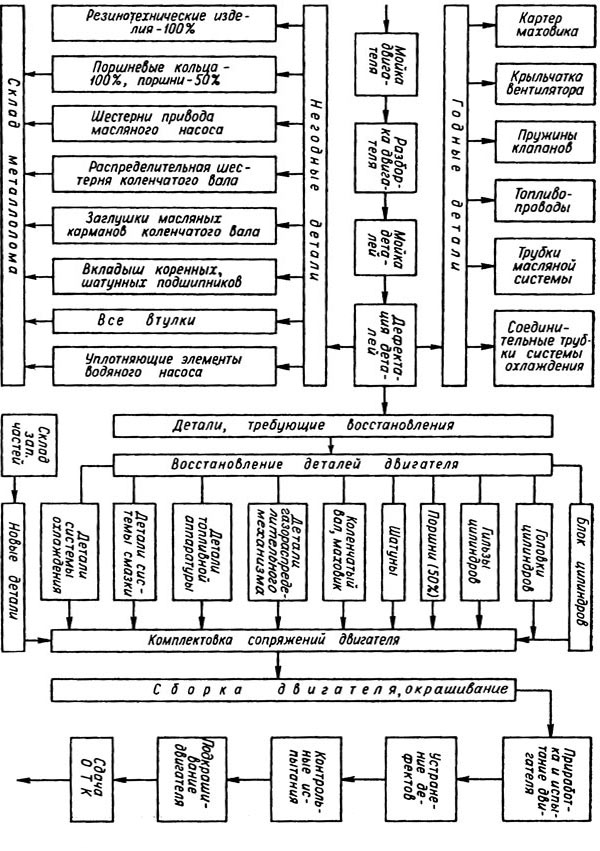 Склад металлолома
Резинотехнические изде-
лия-100%
Поршневые кольца -
100%, поршни-50%
Шестерни привода
масляного насоса
Распределительная шес-
терня коленчатого вала
Заглушки масляных
карманов коленчатого вала
Вкладыш коренных,
шатунных подшипников
Все втулки
Уплотняющие элементы
водяного насоса
Негодные детали
Мойка
двига-
теля
Разбор-
ка двига-
теля
Мойка
дета-
лей
Дефекта-
ция дета-
лей
Годные детали
Картер
маховика
Крыльчатка
вентилятора
Пружины
клапанов
Топливо-
проводы
Трубки
масляной
системы
Соедини-
тельные труб-
ки системы
охлаждения
Детали, требующие восстановления
Склад
зап.
частей
Восстановление деталей двигателя
Новые детали
Детали
системы
охлаждения
Детали сис-
темы смазки
Детали
топливной
аппаратуры
Детали
газораспреде-
лительного
механизма
Коленчатый
вал, маховик
Шатуны
Поршни (50%)
Гильзы
цилиндров
Головки
цилиндров
Блок цилиндров
Комплектовка сопряжений двигателя
Сборка двигателя, окрашивание
Приработ-
ка и испы-
тание дви-
гателя
Устране-
ние де-
фектов
Контроль-
ные ис-
пытания
Подкраши-
вание
двигателя
Сдача
ОТК